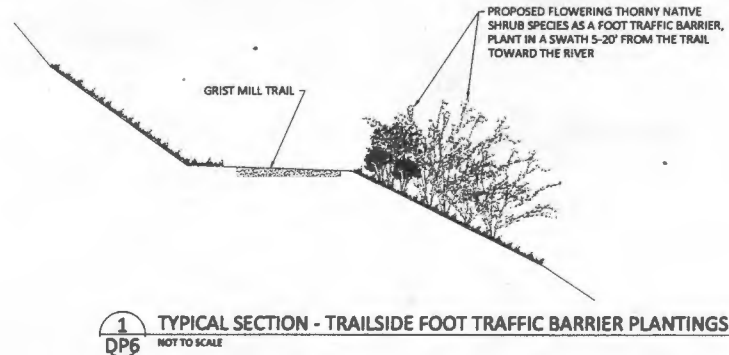 PROPOSED FLOWERING THORNY NATIVE
SHRUB SPECIES AS A FOOT TRAFFIC BARRIER,
PLANT IN A SWATH 5-20' FROM THE TRAIL
TOWARD THE RIVER
GRIST MILL TRAIL
1
DP6
TYPICAL SECTION - TRAILSIDE FOOT TRAFFIC BARRIER PLANTINGS
NOT TO SCALE